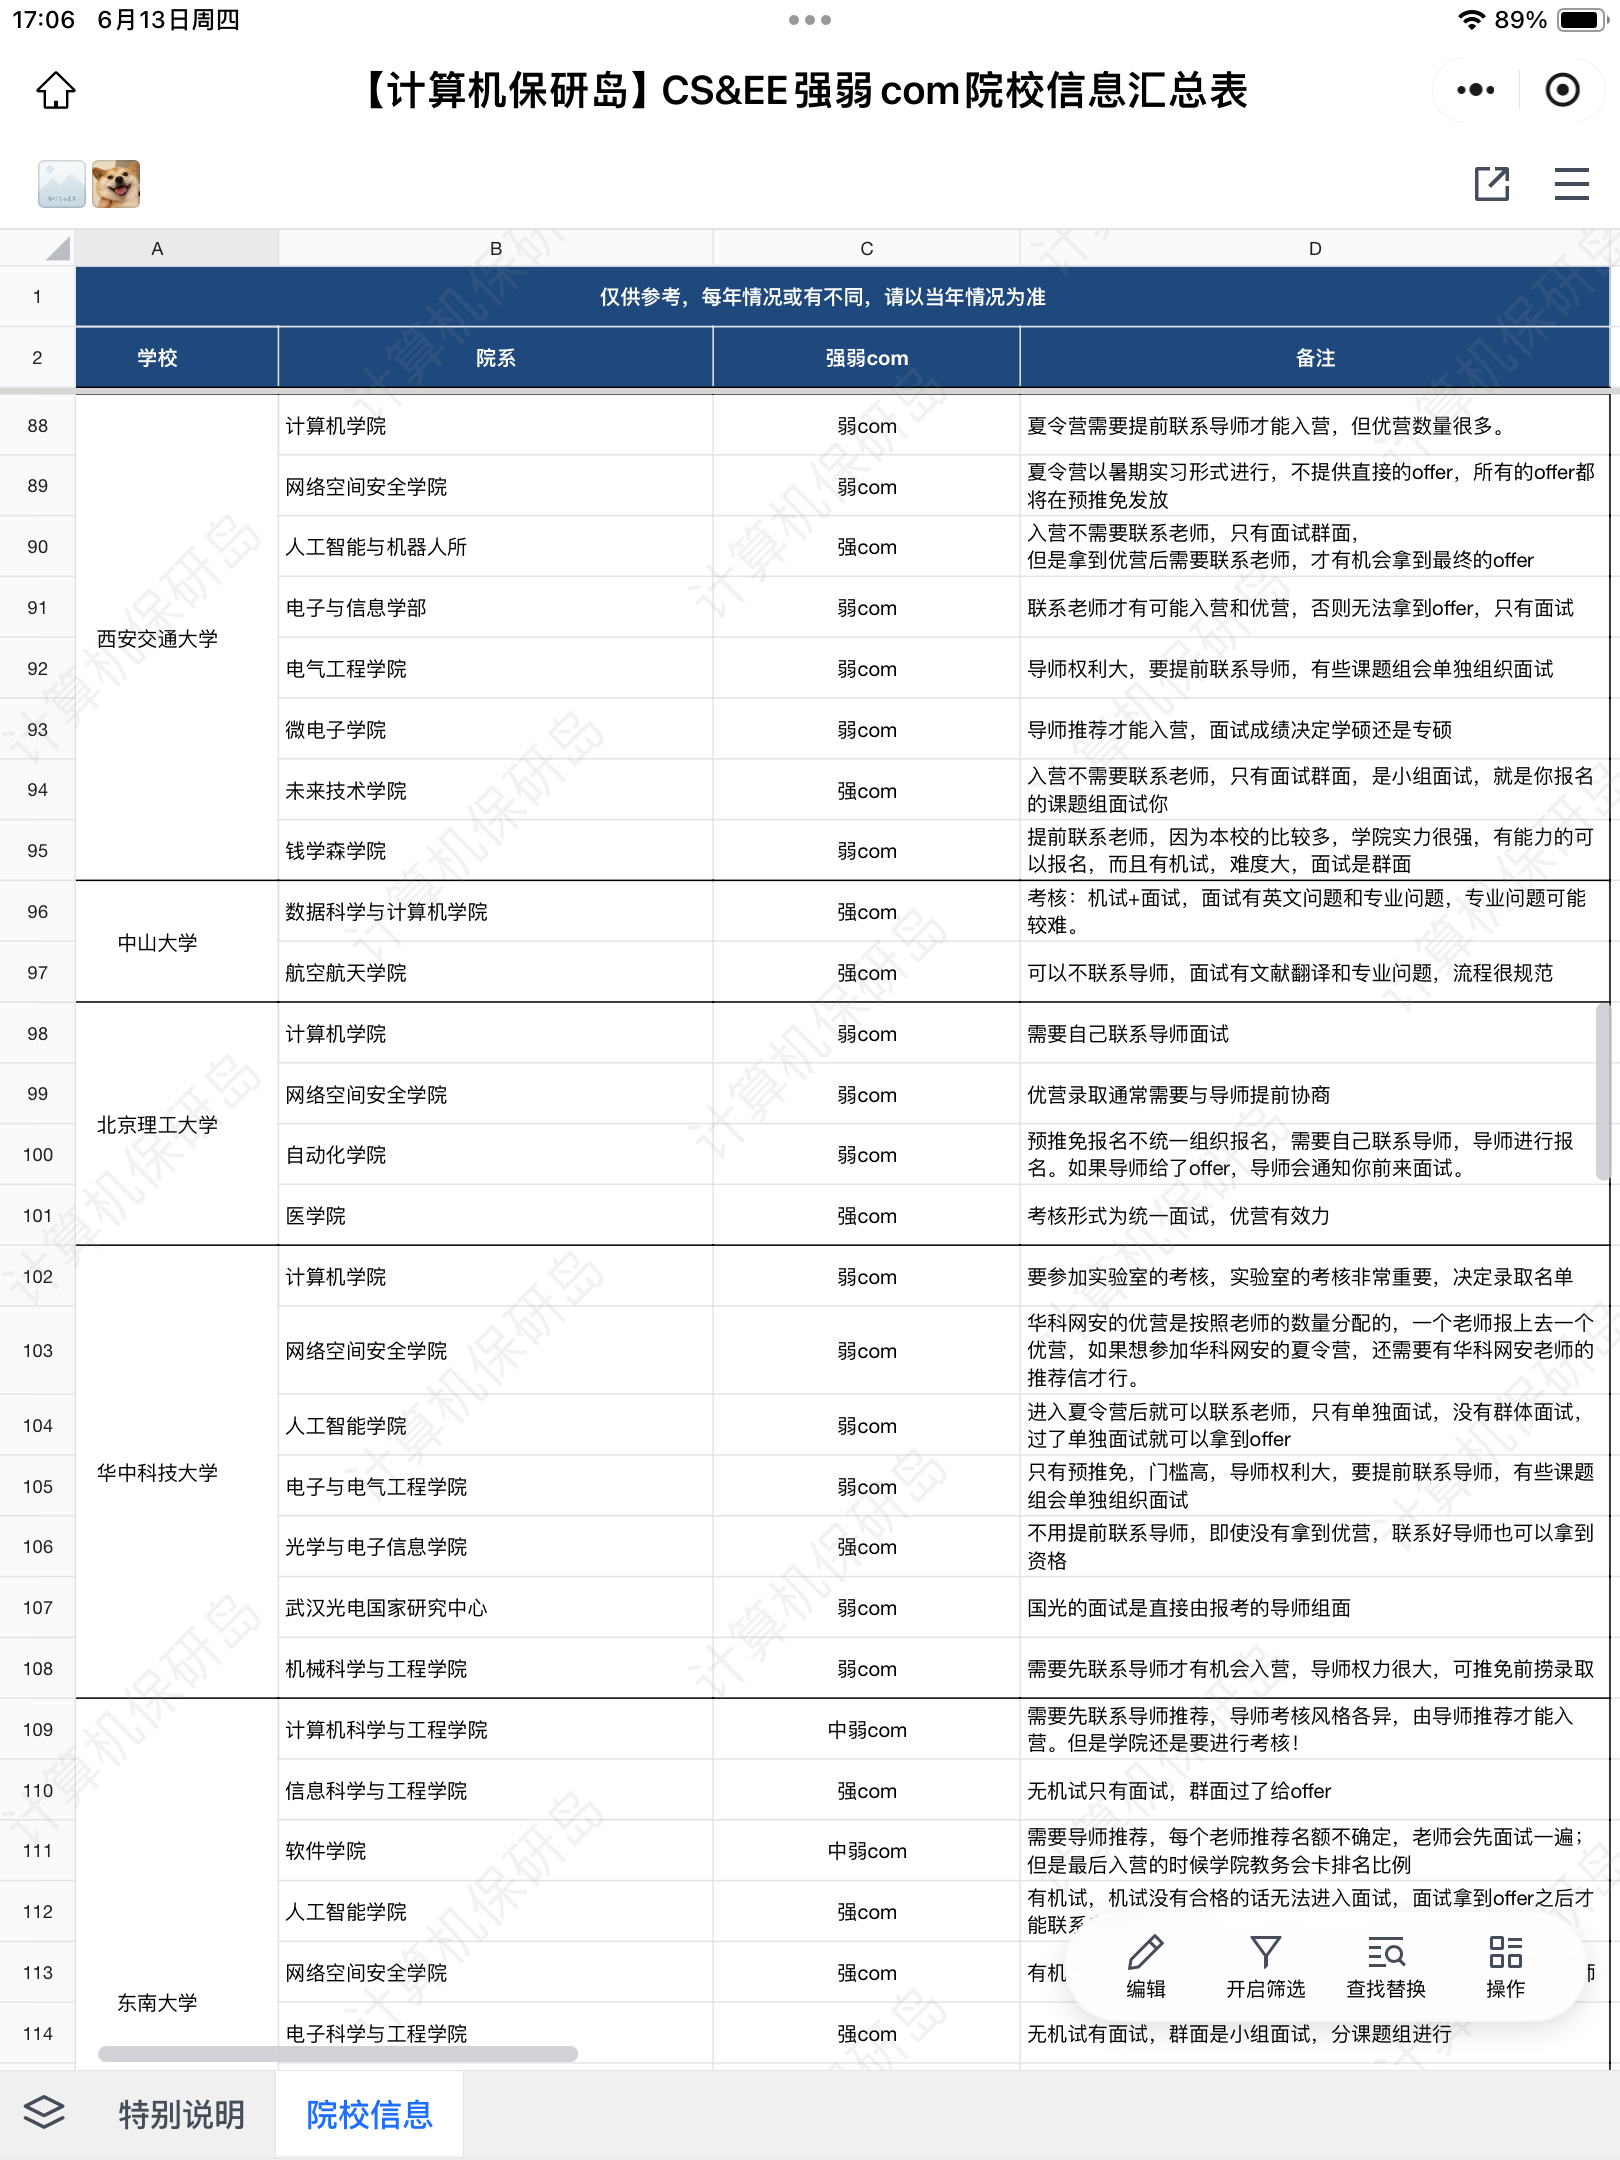 17:06 6月13日周四 89%
【计算机保研岛】CS&EE强弱com院校信息汇总表
A B C D
1 仅供参考，每年情况或有不同，请以当年情况为准
2 学校 院系 强弱com 备注
西安交通大学
88 计算机学院 弱com 夏令营需要提前联系导师才能入营，但优营数量很多。
89 网络空间安全学院 弱com 夏令营以暑期实习形式进行，不提供直接的offer，所有的offer都
将在预推免发放
90 人工智能与机器人所 强com 入营不需要联系老师，只有面试群面，
但是拿到优营后需要联系老师，才有机会拿到最终的offer
91 电子与信息学部 弱com 联系老师才有可能入营和优营，否则无法拿到offer，只有面试
92 电气工程学院 弱com 导师权利大，要提前联系导师，有些课题组会单独组织面试
93 微电子学院 弱com 导师推荐才能入营，面试成绩决定学硕还是专硕
94 未来技术学院 强com 入营不需要联系老师，只有面试群面，是小组面试，就是你报名
的课题组面试你
95 钱学森学院 弱com 提前联系老师，因为本校的比较多，学院实力很强，有能力的可
以报名，而且有机试，难度大，面试是群面
中山大学
96 数据科学与计算机学院 强com 考核：机试+面试，面试有英文问题和专业问题，专业问题可能
较难。
97 航空航天学院 强com 可以不联系导师，面试有文献翻译和专业问题，流程很规范
北京理工大学
98 计算机学院 弱com 需要自己联系导师面试
99 网络空间安全学院 弱com 优营录取通常需要与导师提前协商
100 自动化学院 弱com 预推免报名不统一组织报名，需要自己联系导师，导师进行报
名。如果导师给了offer，导师会通知你前来面试。
101 医学院 强com 考核形式为统一面试，优营有效力
华中科技大学
102 计算机学院 弱com 要参加实验室的考核，实验室的考核非常重要，决定录取名单
103 网络空间安全学院 弱com 华科网安的优营是按照老师的数量分配的，一个老师报上去一个
优营，如果想参加华科网安的夏令营，还需要有华科网安老师的
推荐信才行。
104 人工智能学院 弱com 进入夏令营后就可以联系老师，只有单独面试，没有群体面试，
过了单独面试就可以拿到offer
105 电子与电气工程学院 弱com 只有预推免，门槛高，导师权利大，要提前联系导师，有些课题
组会单独组织面试
106 光学与电子信息学院 强com 不用提前联系导师，即使没有拿到优营，联系好导师也可以拿到
资格
107 武汉光电国家研究中心 弱com 国光的面试是直接由报考的导师组面
108 机械科学与工程学院 弱com 需要先联系导师才有机会入营，导师权力很大，可推免前捞录取
东南大学
109 计算机科学与工程学院 中弱com 需要先联系导师推荐，导师考核风格各异，由导师推荐才能入
营。但是学院还是要进行考核！
110 信息科学与工程学院 强com 无机试只有面试，群面过了给offer
111 软件学院 中弱com 需要导师推荐，每个老师推荐名额不确定，老师会先面试一遍；
但是最后入营的时候学院教务会卡排名比例
112 人工智能学院 强com 有机试，机试没有合格的话无法进入面试，面试拿到offer之后才
能联系
113 网络空间安全学院 强com 有机
114 电子科学与工程学院 强com 无机试有面试，群面是小组面试，分课题组进行
编辑 开启筛选 查找替换 操作
特别说明 院校信息
计算机保研岛